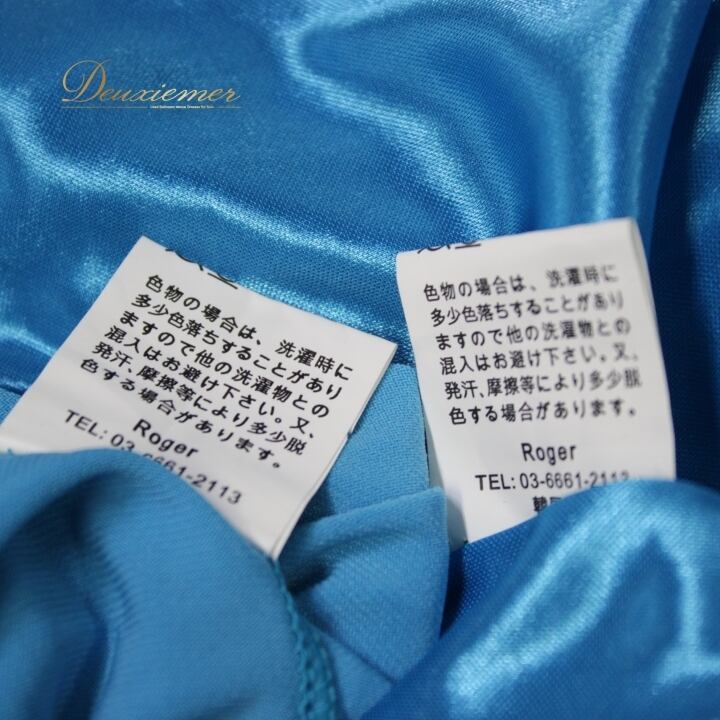 Deuxiemer
Used Ballroom dance Dresses for Sale
色物の場合は、洗濯時に
多少色落ちすることがあり
ますので他の洗濯物との
混入はお避け下さい。又、
発汗、摩擦等により多少脱
色する場合があります。
Roger
TEL: 03-6661-2113
色物の場合は、洗濯時に
多少色落ちすることがあり
ますので他の洗濯物との
混入はお避け下さい。又、
発汗、摩擦等により多少脱
色する場合があります。
Roger
TEL: 03-6661-2113
韓